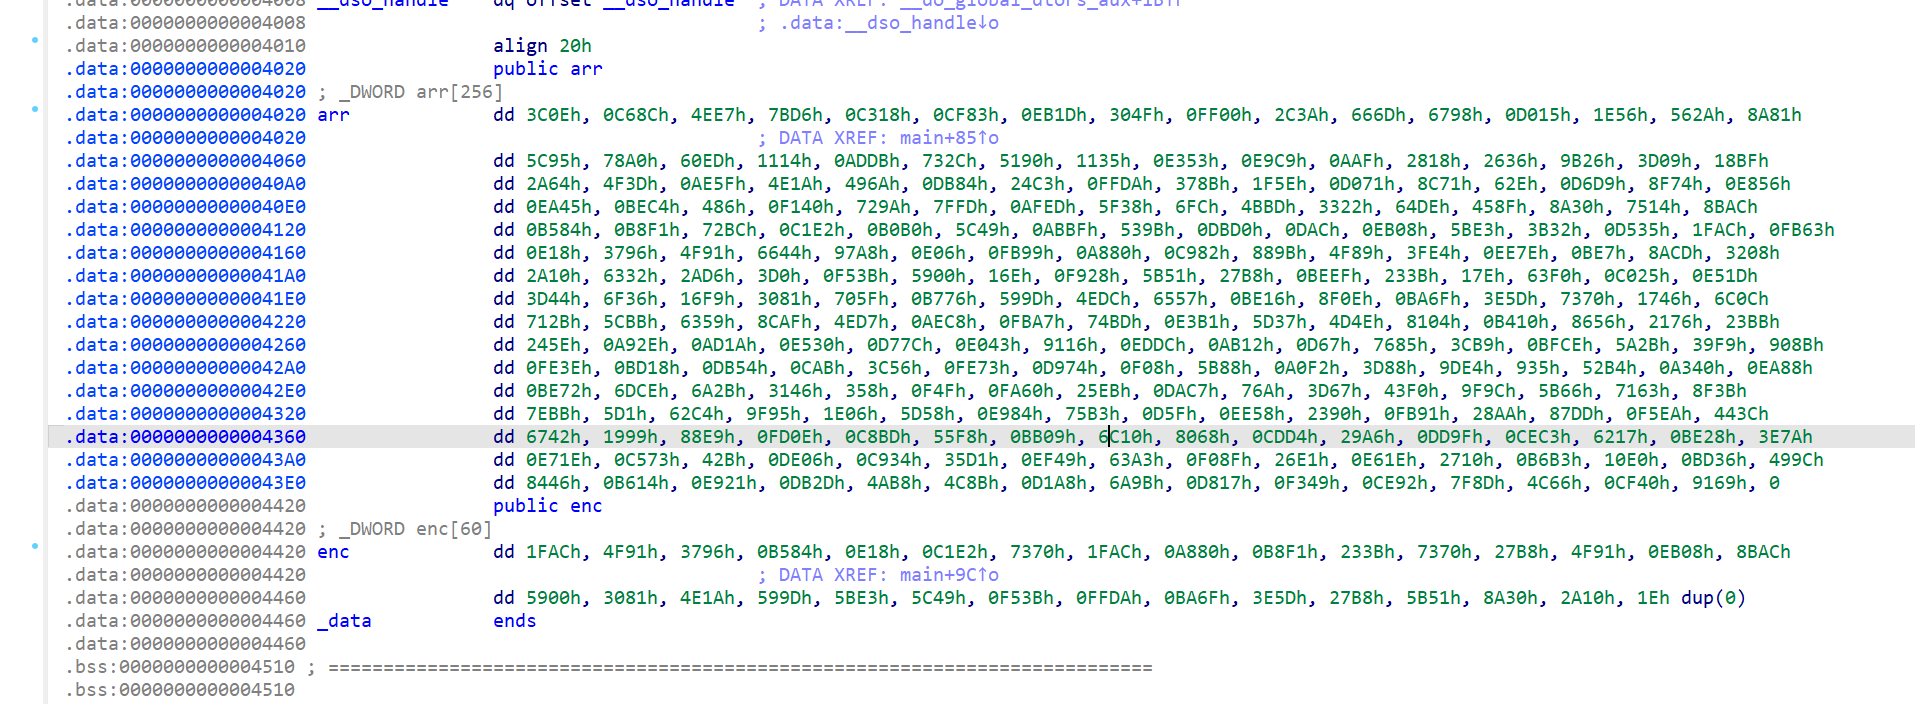 .data:0000000000004008 __dso_handle    dq offset __dso_handle  ; DATA XREF: __do_global_dtors_aux+1B↑r
.data:0000000000004008                                         ; .data:__dso_handle↓o
.data:0000000000004010                 align 20h
.data:0000000000004020                 public arr
.data:0000000000004020 ; _DWORD arr[256]
.data:0000000000004020 arr             dd 3C0Eh, 0C68Ch, 4EE7h, 7BD6h, 0C318h, 0CF83h, 0EB1Dh, 304Fh, 0FF00h, 2C3Ah, 666Dh, 6798h, 0D015h, 1E56h, 562Ah, 8A81h
.data:0000000000004020                                         ; DATA XREF: main+85↑o
.data:0000000000004060                 dd 5C95h, 78A0h, 60EDh, 1114h, 0ADDBh, 732Ch, 5190h, 1135h, 0E353h, 0E9C9h, 0AAFh, 2818h, 2636h, 9B26h, 3D09h, 18BFh
.data:00000000000040A0                 dd 2A64h, 4F3Dh, 0AE5Fh, 4E1Ah, 496Ah, 0DB84h, 24C3h, 0FFDAh, 378Bh, 1F5Eh, 0D071h, 8C71h, 62Eh, 0D6D9h, 8F74h, 0E856h
.data:00000000000040E0                 dd 0EA45h, 0BEC4h, 486h, 0F140h, 729Ah, 7FFDh, 0AFEDh, 5F38h, 6FCh, 4BBDh, 3322h, 64DEh, 458Fh, 8A30h, 7514h, 8BACh
.data:0000000000004120                 dd 0B584h, 0B8F1h, 72BCh, 0C1E2h, 0B0B0h, 5C49h, 0ABBFh, 539Bh, 0DBD0h, 0DACh, 0EB08h, 5BE3h, 3B32h, 0D535h, 1FACh, 0FB63h
.data:0000000000004160                 dd 0E18h, 3796h, 4F91h, 6644h, 97A8h, 0E06h, 0FB99h, 0A880h, 0C982h, 889Bh, 4F89h, 3FE4h, 0EE7Eh, 0BE7h, 8ACDh, 3208h
.data:00000000000041A0                 dd 2A10h, 6332h, 2AD6h, 3D0h, 0F53Bh, 5900h, 16Eh, 0F928h, 5B51h, 27B8h, 0BEEFh, 233Bh, 17Eh, 63F0h, 0C025h, 0E51Dh
.data:00000000000041E0                 dd 3D44h, 6F36h, 16F9h, 3081h, 705Fh, 0B776h, 599Dh, 4EDCh, 6557h, 0BE16h, 8F0Eh, 0BA6Fh, 3E5Dh, 7370h, 1746h, 6C0Ch
.data:0000000000004220                 dd 712Bh, 5CBBh, 6359h, 8CAFh, 4ED7h, 0AEC8h, 0FBA7h, 74BDh, 0E3B1h, 5D37h, 4D4Eh, 8104h, 0B410h, 8656h, 2176h, 23BBh
.data:0000000000004260                 dd 245Eh, 0A92Eh, 0AD1Ah, 0E530h, 0D77Ch, 0E043h, 9116h, 0EDDCh, 0AB12h, 0D67h, 7685h, 3CB9h, 0BFCEh, 5A2Bh, 39F9h, 908Bh
.data:00000000000042A0                 dd 0FE3Eh, 0BD18h, 0DB54h, 0CABh, 3C56h, 0FE73h, 0D974h, 0F08h, 5B88h, 0A0F2h, 3D88h, 9DE4h, 935h, 52B4h, 0A340h, 0EA88h
.data:00000000000042E0                 dd 0BE72h, 6DCEh, 6A2Bh, 3146h, 358h, 0F4Fh, 0FA60h, 25EBh, 0DAC7h, 76Ah, 3D67h, 43F0h, 9F9Ch, 5B66h, 7163h, 8F3Bh
.data:0000000000004320                 dd 7EBBh, 5D1h, 62C4h, 9F95h, 1E06h, 5D58h, 0E984h, 75B3h, 0D5Fh, 0EE58h, 2390h, 0FB91h, 28AAh, 87DDh, 0F5EAh, 443Ch
.data:0000000000004360                 dd 6742h, 1999h, 88E9h, 0FD0Eh, 0C8BDh, 55F8h, 0BB09h, 6C10h, 8068h, 0CDD4h, 29A6h, 0DD9Fh, 0CEC3h, 6217h, 0BE28h, 3E7Ah
.data:00000000000043A0                 dd 0E71Eh, 0C573h, 42Bh, 0DE06h, 0C934h, 35D1h, 0EF49h, 63A3h, 0F08Fh, 26E1h, 0E61Eh, 2710h, 0B6B3h, 10E0h, 0BD36h, 499Ch
.data:00000000000043E0                 dd 8446h, 0B614h, 0E921h, 0DB2Dh, 4AB8h, 4C8Bh, 0D1A8h, 6A9Bh, 0D817h, 0F349h, 0CE92h, 7F8Dh, 4C66h, 0CF40h, 9169h, 0
.data:0000000000004420                 public enc
.data:0000000000004420 ; _DWORD enc[60]
.data:0000000000004420 enc             dd 1FACh, 4F91h, 3796h, 0B584h, 0E18h, 0C1E2h, 7370h, 1FACh, 0A880h, 0B8F1h, 233Bh, 7370h, 27B8h, 4F91h, 0EB08h, 8BACh
.data:0000000000004420                                         ; DATA XREF: main+9C↑o
.data:0000000000004460                 dd 5900h, 3081h, 4E1Ah, 599Dh, 5BE3h, 5C49h, 0F53Bh, 0FFDAh, 0BA6Fh, 3E5Dh, 27B8h, 5B51h, 8A30h, 2A10h, 1Eh dup(0)
.data:0000000000004460 _data           ends
.data:0000000000004460
.bss:0000000000004510 ; ===========================================================================
.bss:0000000000004510